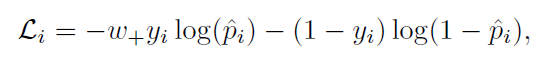 ℒᵢ = −w₊yᵢ log(p̂ᵢ) − (1 − yᵢ) log(1 − p̂ᵢ),